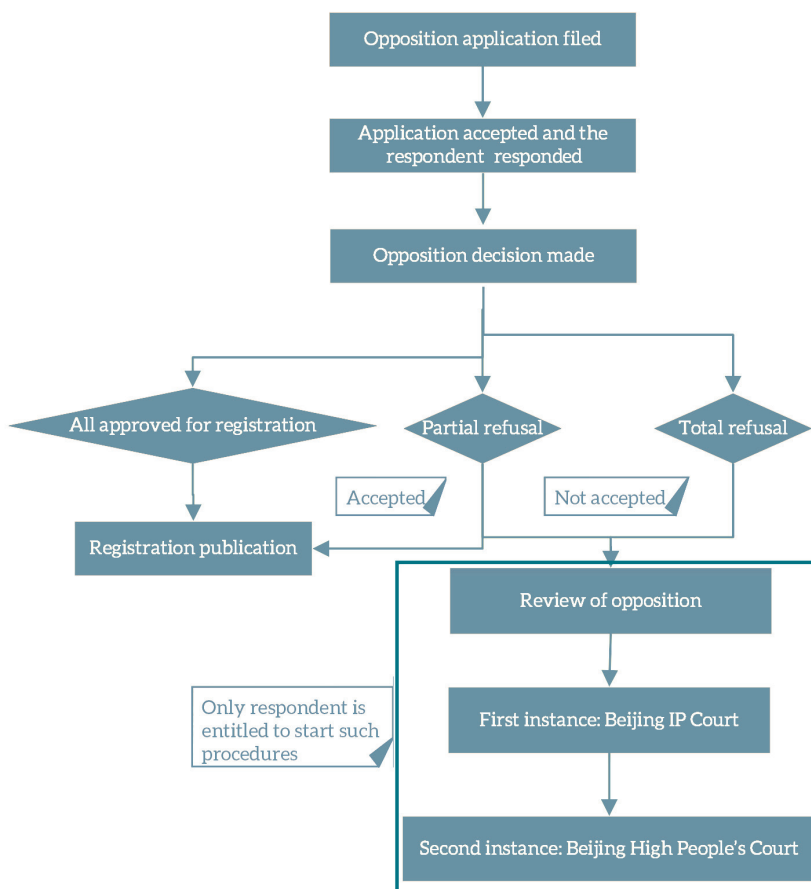 Opposition application filed
Application accepted and the
respondent responded
Opposition decision made
All approved for registration
Partial refusal
Total refusal
Accepted
Not accepted
Registration publication
Review of opposition
Only respondent is
entitled to start such
procedures
First instance: Beijing IP Court
Second instance: Beijing High People's Court